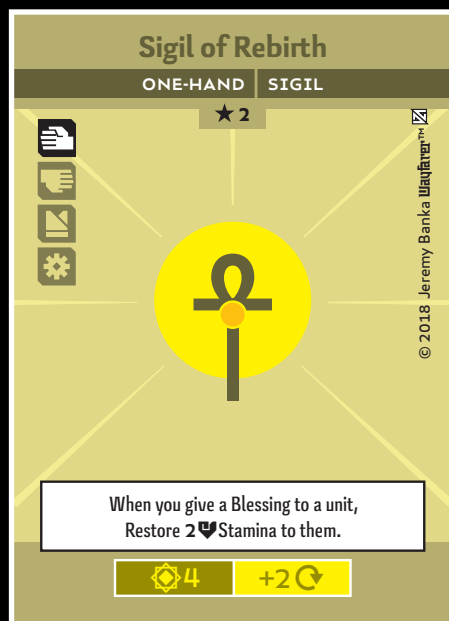 Sigil of Rebirth
ONE-HAND SIGIL
★2
© 2018 Jeremy Banka Wayfarer™
When you give a Blessing to a unit,
Restore 2 Stamina to them.
4 +2